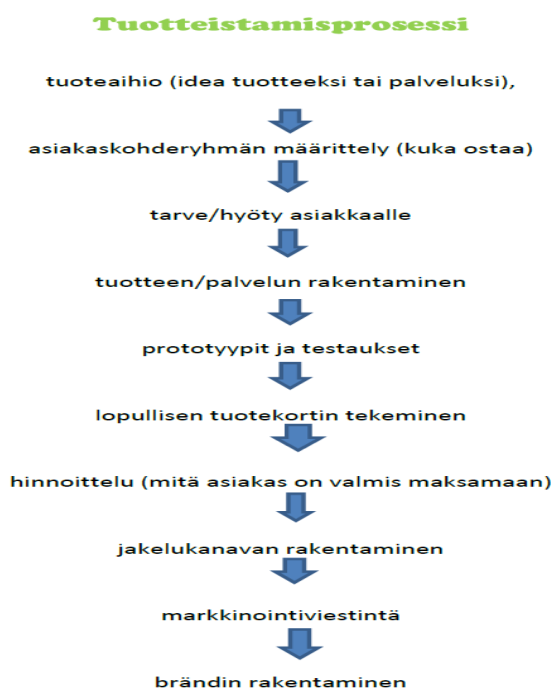 Tuotteistamisprosessi
tuoteaihio (idea tuotteeksi tai palveluksi),
asiakaskohderyhmän määrittely (kuka ostaa)
tarve/hyöty asiakkaalle
tuotteen/palvelun rakentaminen
prototyypit ja testaukset
lopullisen tuotekortin tekeminen
hinnoittelu (mitä asiakas on valmis maksamaan)
jakelukanavan rakentaminen
markkinointiviestintä
brändin rakentaminen